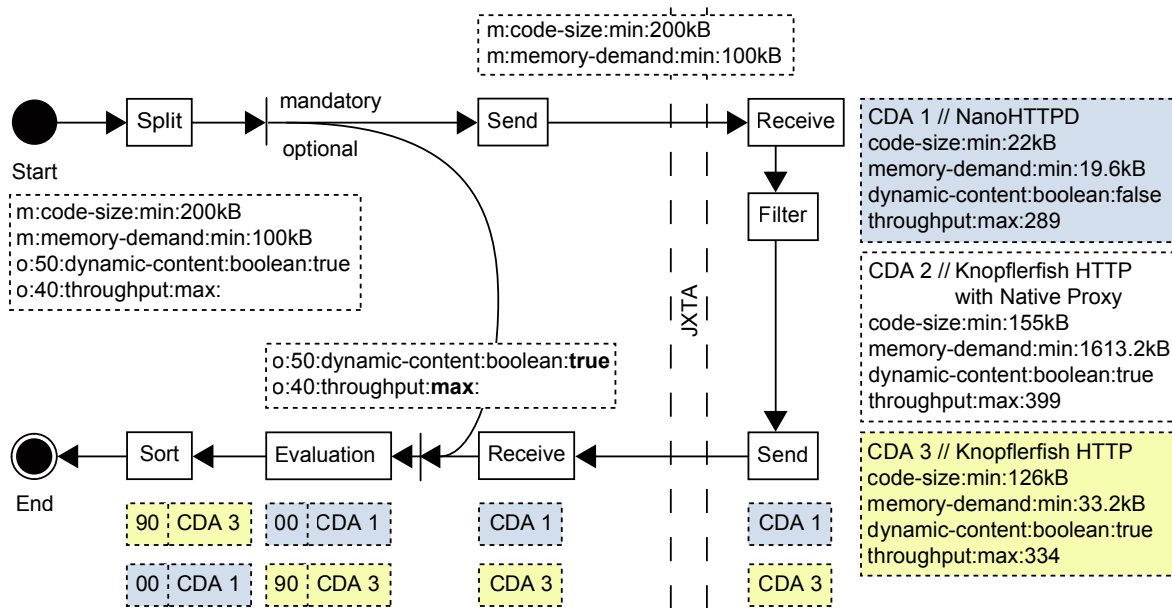 m:code-size:min:200kB
m:memory-demand:min:100kB
mandatory
Split
Send
Receive
optional
Start
CDA 1 // NanoHTTPD
code-size:min:22kB
memory-demand:min:19.6kB
dynamic-content:boolean:false
throughput:max:289
m:code-size:min:200kB
m:memory-demand:min:100kB
o:50:dynamic-content:boolean:true
o:40:throughput:max:
Filter
CDA 2 // Knopflerfish HTTP
with Native Proxy
code-size:min:155kB
memory-demand:min:1613.2kB
dynamic-content:boolean:true
throughput:max:399
JXTA
o:50:dynamic-content:boolean:true
o:40:throughput:max:
End
Sort
Evaluation
Receive
Send
CDA 3 // Knopflerfish HTTP
code-size:min:126kB
memory-demand:min:33.2kB
dynamic-content:boolean:true
throughput:max:334
90 CDA 3
00 CDA 1
CDA 1
CDA 1
00 CDA 1
90 CDA 3
CDA 3
CDA 3